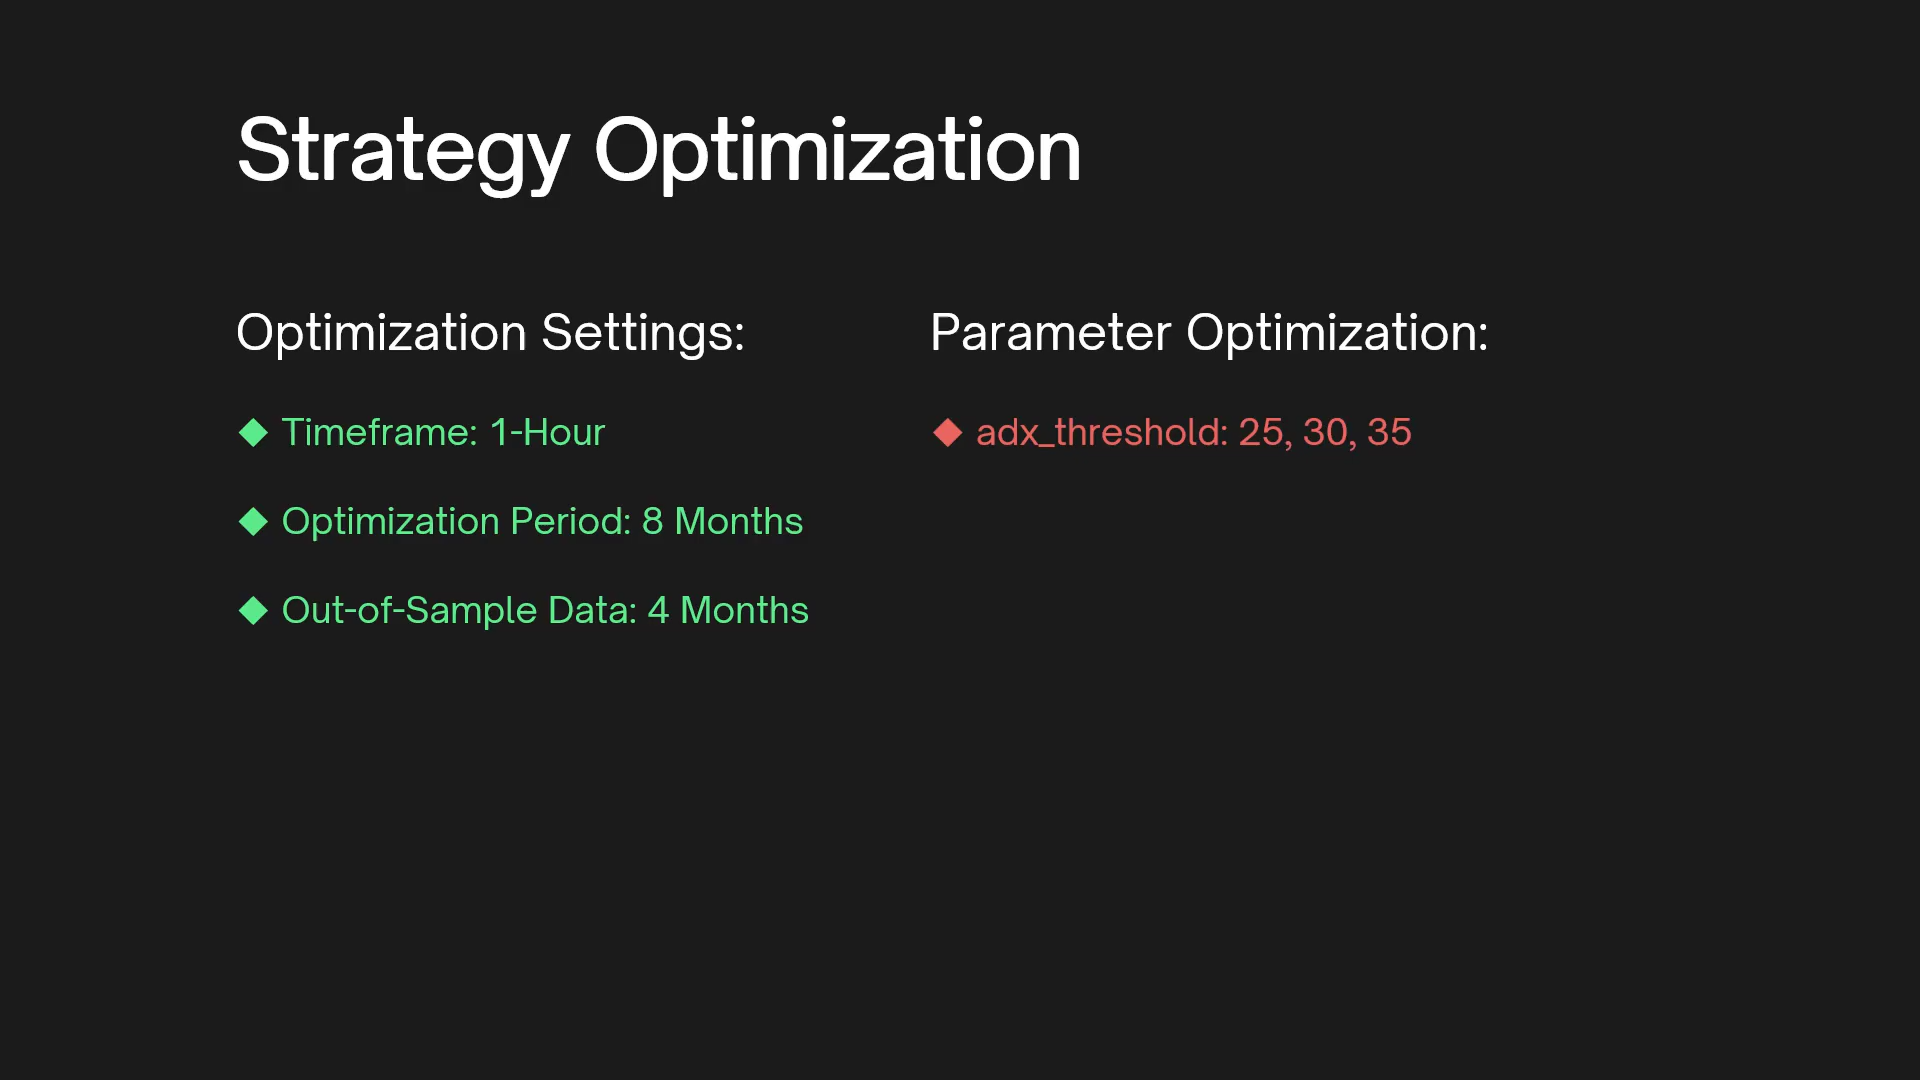 Strategy Optimization
Optimization Settings:
Timeframe: 1-Hour
Optimization Period: 8 Months
Out-of-Sample Data: 4 Months
Parameter Optimization:
adx_threshold: 25, 30, 35